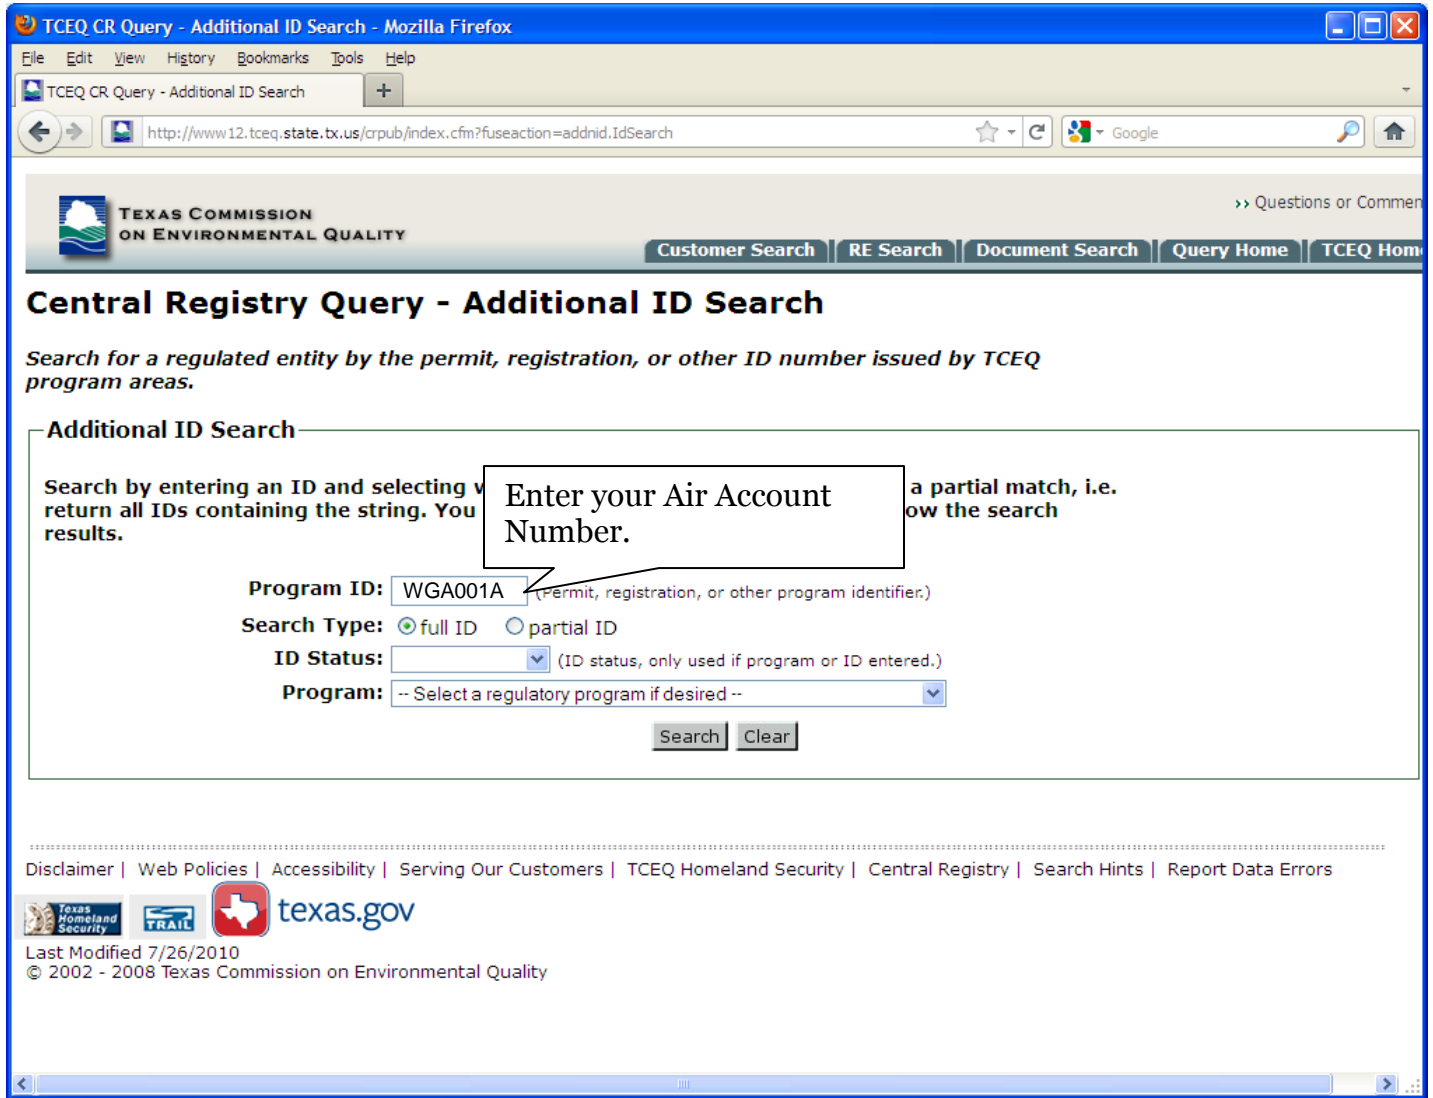 TCEQ CR Query - Additional ID Search - Mozilla Firefox
File Edit View History Bookmarks Tools Help
TCEQ CR Query - Additional ID Search
http://www12.tceq.state.tx.us/crpub/index.cfm?fuseaction=addnid.IdSearch
Google
>> Questions or Commen
TEXAS COMMISSION
ON ENVIRONMENTAL QUALITY
Customer Search RE Search Document Search Query Home TCEQ Hom
Central Registry Query - Additional ID Search
Search for a regulated entity by the permit, registration, or other ID number issued by TCEQ
program areas.
Additional ID Search
Search by entering an ID and selecting a partial match, i.e.
return all IDs containing the string. You ow the search
results.
Enter your Air Account
Number.
Program ID: WGA001A (Permit, registration, or other program identifier.)
Search Type: full ID partial ID
ID Status: (ID status, only used if program or ID entered.)
Program: -- Select a regulatory program if desired --
Search Clear
Disclaimer | Web Policies | Accessibility | Serving Our Customers | TCEQ Homeland Security | Central Registry | Search Hints | Report Data Errors
Texas
Homeland
Security
TRAIL
texas.gov
Last Modified 7/26/2010
© 2002 - 2008 Texas Commission on Environmental Quality